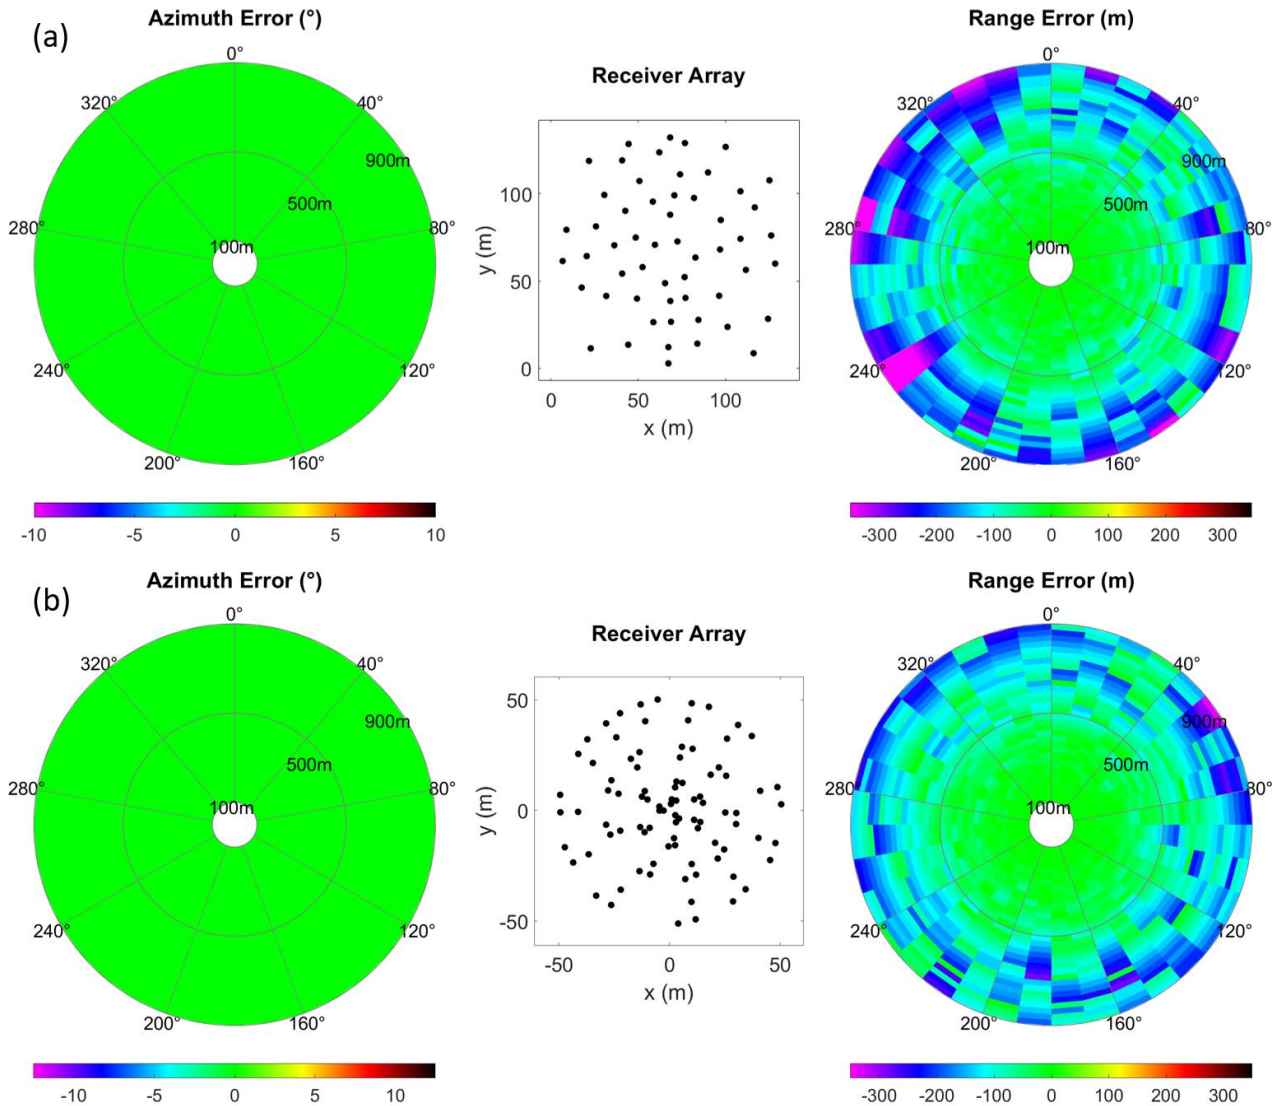 (a)
Azimuth Error (°)
0°
40°
80°
120°
160°
200°
240°
280°
320°
900m
500m
100m
-10 -5 0 5 10
Receiver Array
y (m)
100
50
0
0 50 100
x (m)
Range Error (m)
0°
40°
80°
120°
160°
200°
240°
280°
320°
900m
500m
100m
-300 -200 -100 0 100 200 300
(b)
Azimuth Error (°)
0°
40°
80°
120°
160°
200°
240°
280°
320°
900m
500m
100m
-10 -5 0 5 10
Receiver Array
y (m)
50
0
-50
-50 0 50
x (m)
Range Error (m)
0°
40°
80°
120°
160°
200°
240°
280°
320°
900m
500m
100m
-300 -200 -100 0 100 200 300